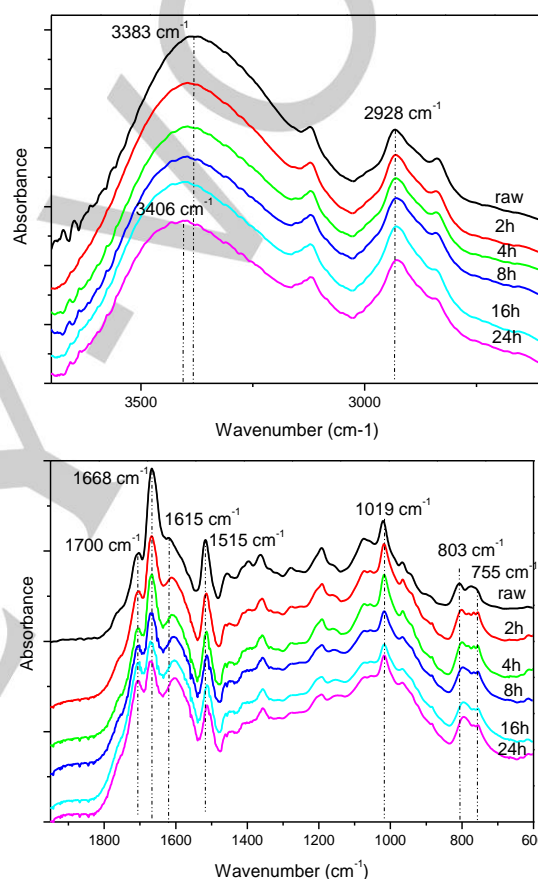 3383 cm-1
2928 cm-1
Absorbance
raw
2h
3406 cm-1
4h
8h
16h
24h
3500
3000
Wavenumber (cm-1)
1668 cm-1
1615 cm-1
1019 cm-1
1700 cm-1
1515 cm-1
803 cm-1
755 cm-1
raw
Absorbance
2h
4h
8h
16h
24h
1800
1600
1400
1200
1000
800
600
Wavenumber (cm-1)